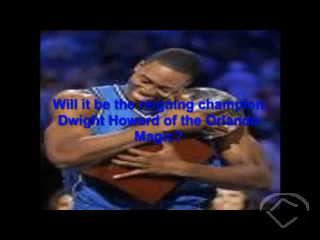 Will it be the reigning champion
Dwight Howard of the Orlando
Magic?